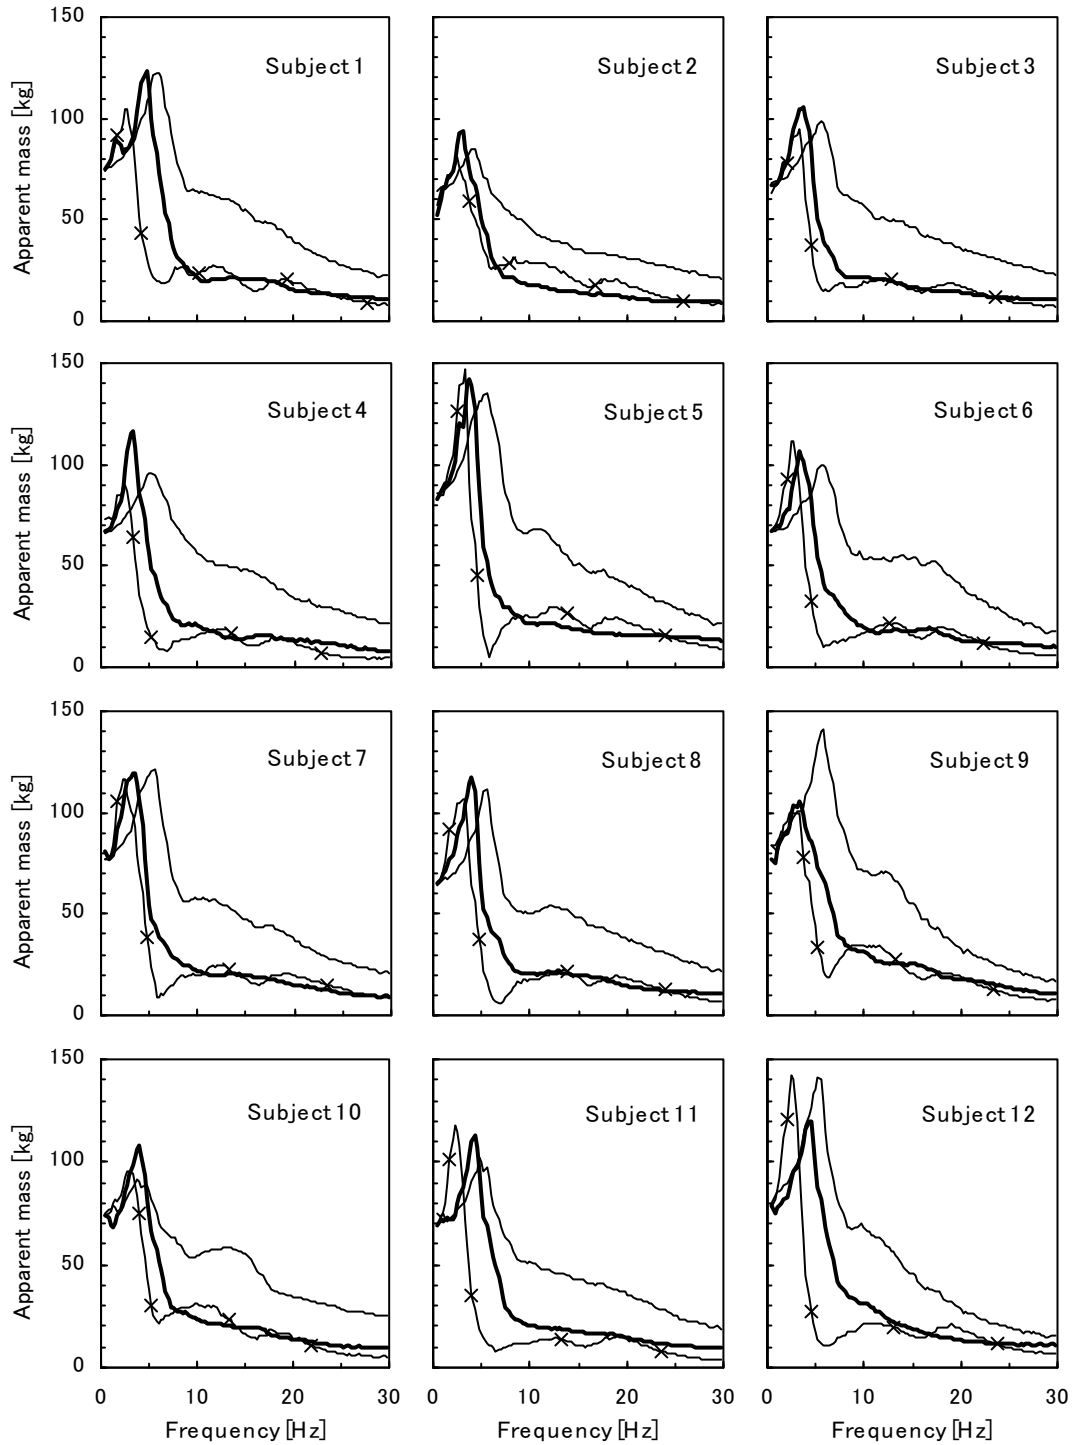 150
100
50
0
Apparent mass [kg]
Subject 1
Subject 2
Subject 3
150
100
50
0
Apparent mass [kg]
Subject 4
Subject 5
Subject 6
150
100
50
0
Apparent mass [kg]
Subject 7
Subject 8
Subject 9
150
100
50
0
Apparent mass [kg]
Subject 10
Subject 11
Subject 12
0 10 20 30
0 10 20 30
0 10 20 30
Frequency [Hz]
Frequency [Hz]
Frequency [Hz]